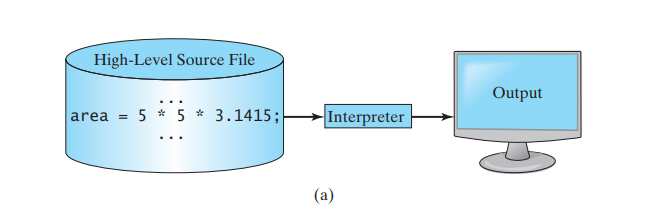 High-Level Source File
...
area = 5 * 5 * 3.1415;
...
Interpreter
Output
(a)